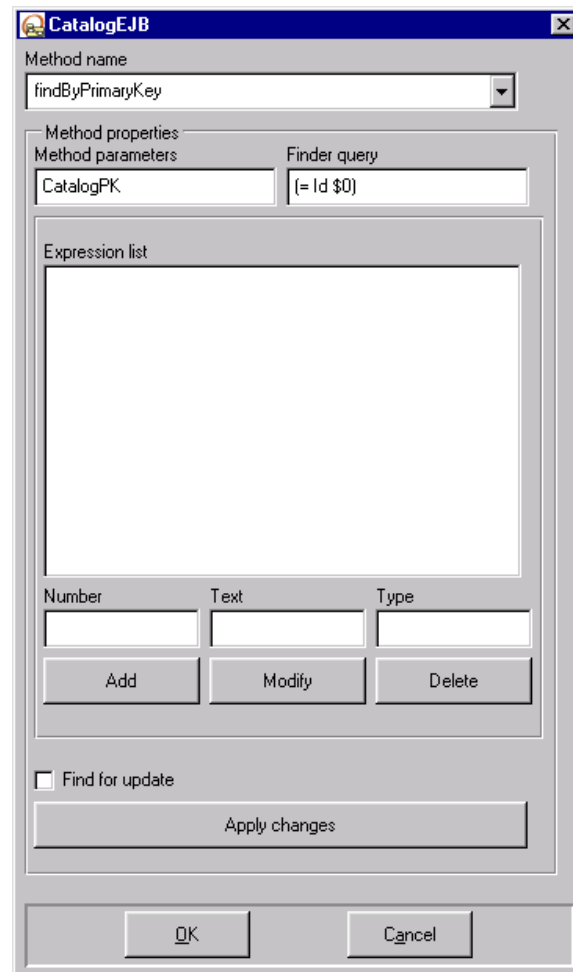 CatalogEJB
Method name
findByPrimaryKey
Method properties
Method parameters Finder query
CatalogPK (= Id $0)
Expression list
Number Text Type
Add Modify Delete
Find for update
Apply changes
OK Cancel